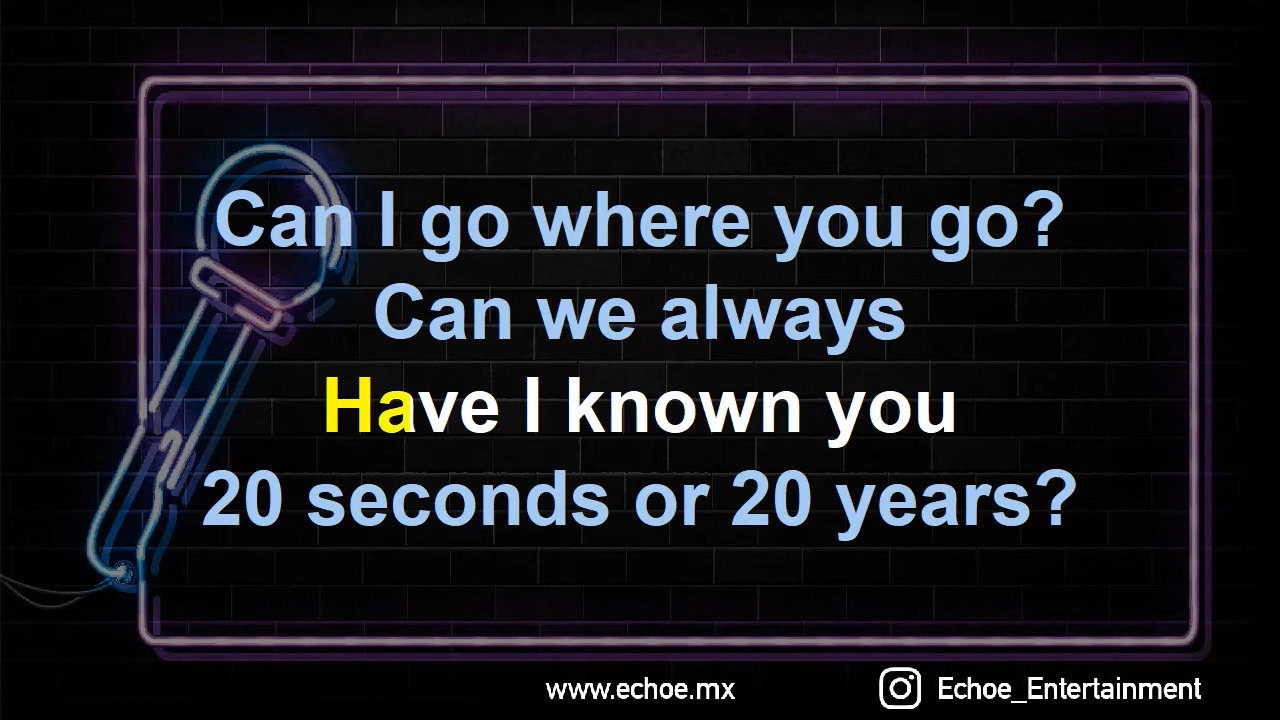 Can I go where you go?
Can we always
Have I known you
20 seconds or 20 years?
www.echoe.mx
Echoe_Entertainment